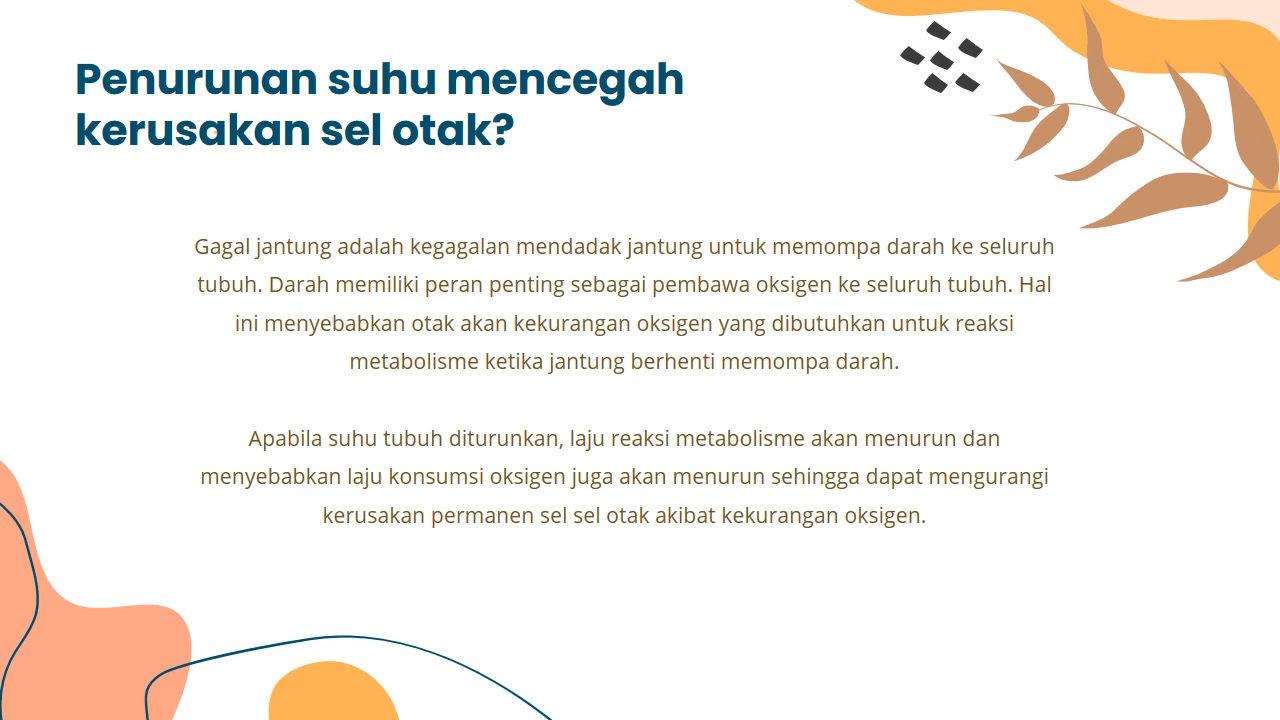 Penurunan suhu mencegah
kerusakan sel otak?
Gagal jantung adalah kegagalan mendadak jantung untuk memompa darah ke seluruh
tubuh. Darah memiliki peran penting sebagai pembawa oksigen ke seluruh tubuh. Hal
ini menyebabkan otak akan kekurangan oksigen yang dibutuhkan untuk reaksi
metabolisme ketika jantung berhenti memompa darah.
Apabila suhu tubuh diturunkan, laju reaksi metabolisme akan menurun dan
menyebabkan laju konsumsi oksigen juga akan menurun sehingga dapat mengurangi
kerusakan permanen sel sel otak akibat kekurangan oksigen.